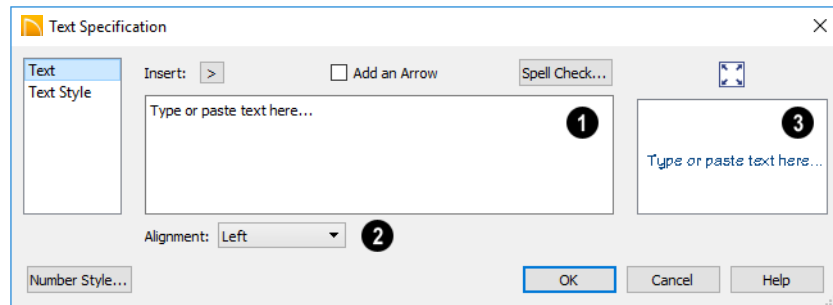 Text Specification
Text
Text Style
Insert: >
Add an Arrow
Spell Check...
Type or paste text here...
1
3
Type or paste text here...
Alignment: Left
2
Number Style...
OK
Cancel
Help